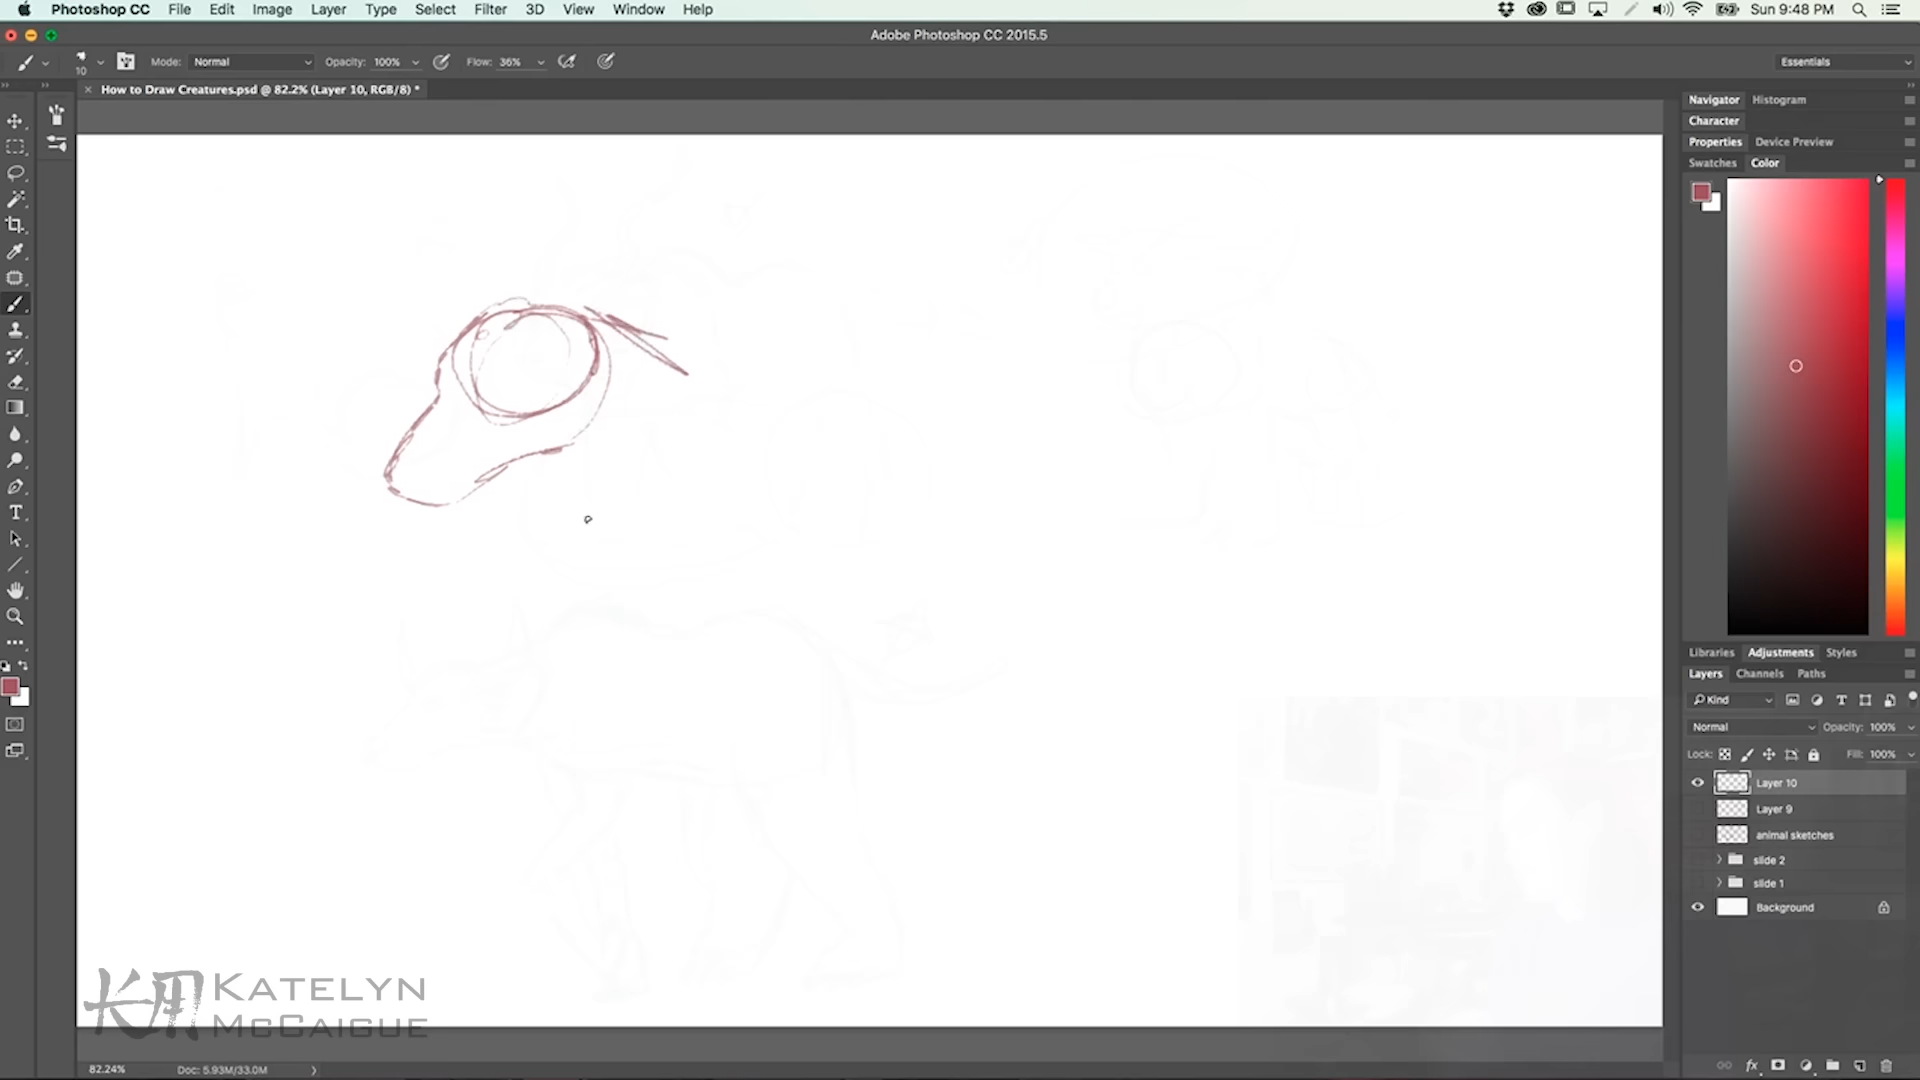 Photoshop CC File Edit Image Layer Type Select Filter 3D View Window Help Sun 9:48 PM
Adobe Photoshop CC 2015.5
10 Mode: Normal Opacity: 100% Flow: 36% Essentials
× How to Draw Creatures.psd @ 82.2% (Layer 10, RGB/8) *
Navigator Histogram
Character
Properties Device Preview
Swatches Color
Libraries Adjustments Styles
Layers Channels Paths
Kind
Normal Opacity: 100%
Lock: Fill: 100%
Layer 10
Layer 9
animal sketches
slide 2
slide 1
Background
KATELYN
MCCAIGUE
82.24% Doc: 5.93M/33.0M